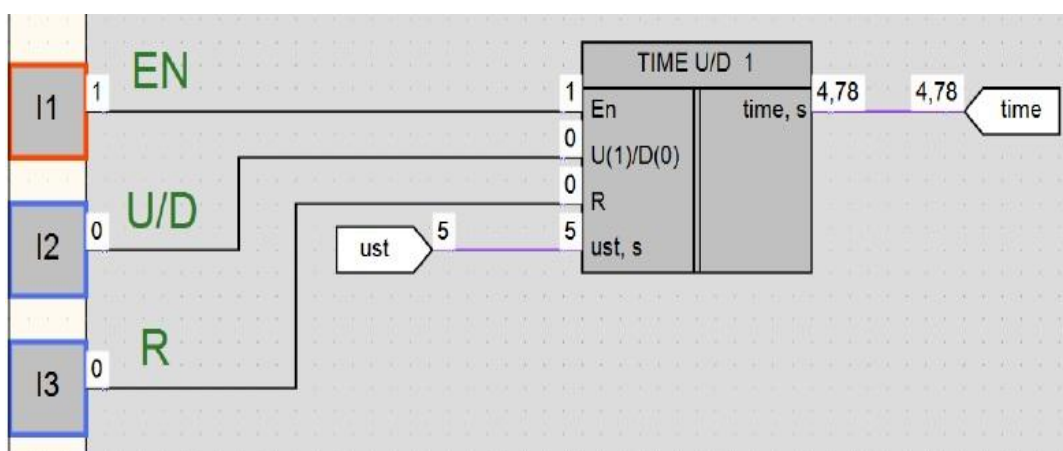 EN
TIME U/D 1
I1
1
1
En
time, s
4,78
4,78
time
0
U(1)/D(0)
U/D
0
R
I2
0
ust
5
5
ust, s
R
I3
0